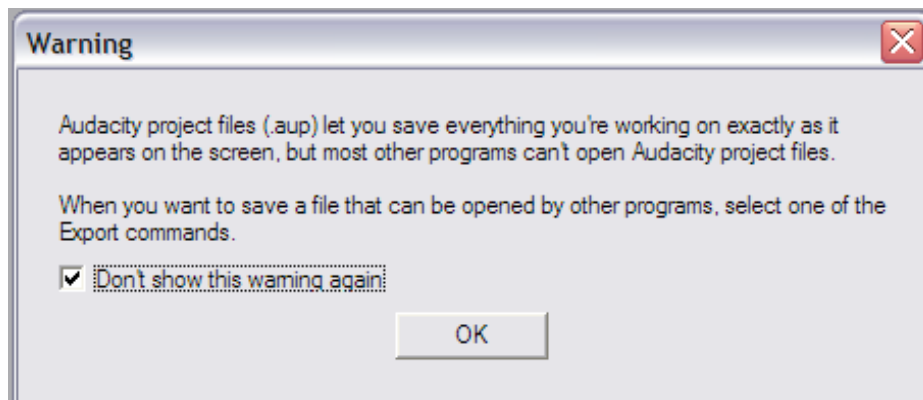 Warning
Audacity project files (.aup) let you save everything you're working on exactly as it
appears on the screen, but most other programs can't open Audacity project files.
When you want to save a file that can be opened by other programs, select one of the
Export commands.
Don't show this warning again
OK